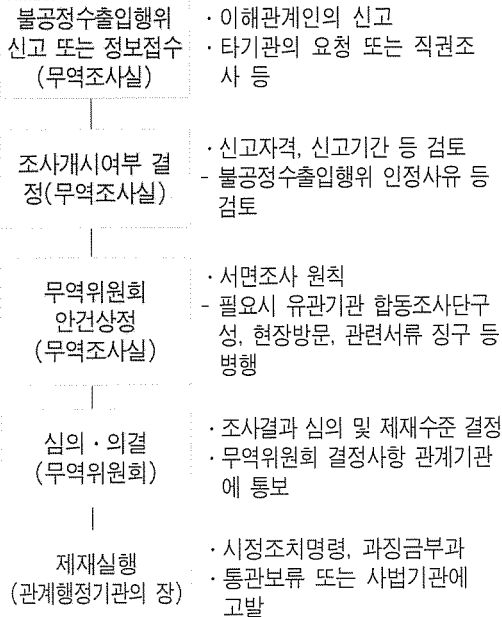 불공정수출입행위
신고 또는 정보접수
(무역조사실)
· 이해관계인의 신고
· 타기관의 요청 또는 직권조
사 등
조사개시여부 결
정(무역조사실)
· 신고자격, 신고기간 등 검토
- 불공정수출입행위 인정사유 등
검토
무역위원회
안건상정
(무역조사실)
· 서면조사 원칙
- 필요시 유관기관 합동조사단구
성, 현장방문, 관련서류 징구 등
병행
심의 · 의결
(무역위원회)
· 조사결과 심의 및 제재수준 결정
· 무역위원회 결정사항 관계기관
에 통보
제재실행
(관계행정기관의 장)
· 시정조치명령, 과징금부과
· 통관보류 또는 사법기관에
고발